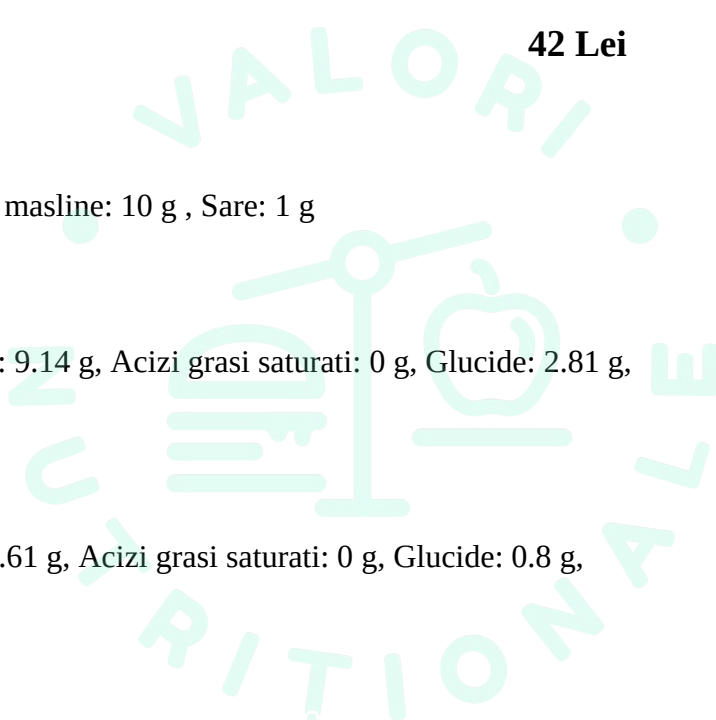 42 Lei
masline: 10 g , Sare: 1 g
: 9.14 g, Acizi grasi saturati: 0 g, Glucide: 2.81 g,
.61 g, Acizi grasi saturati: 0 g, Glucide: 0.8 g,
VALORI
NUTRITIONALE